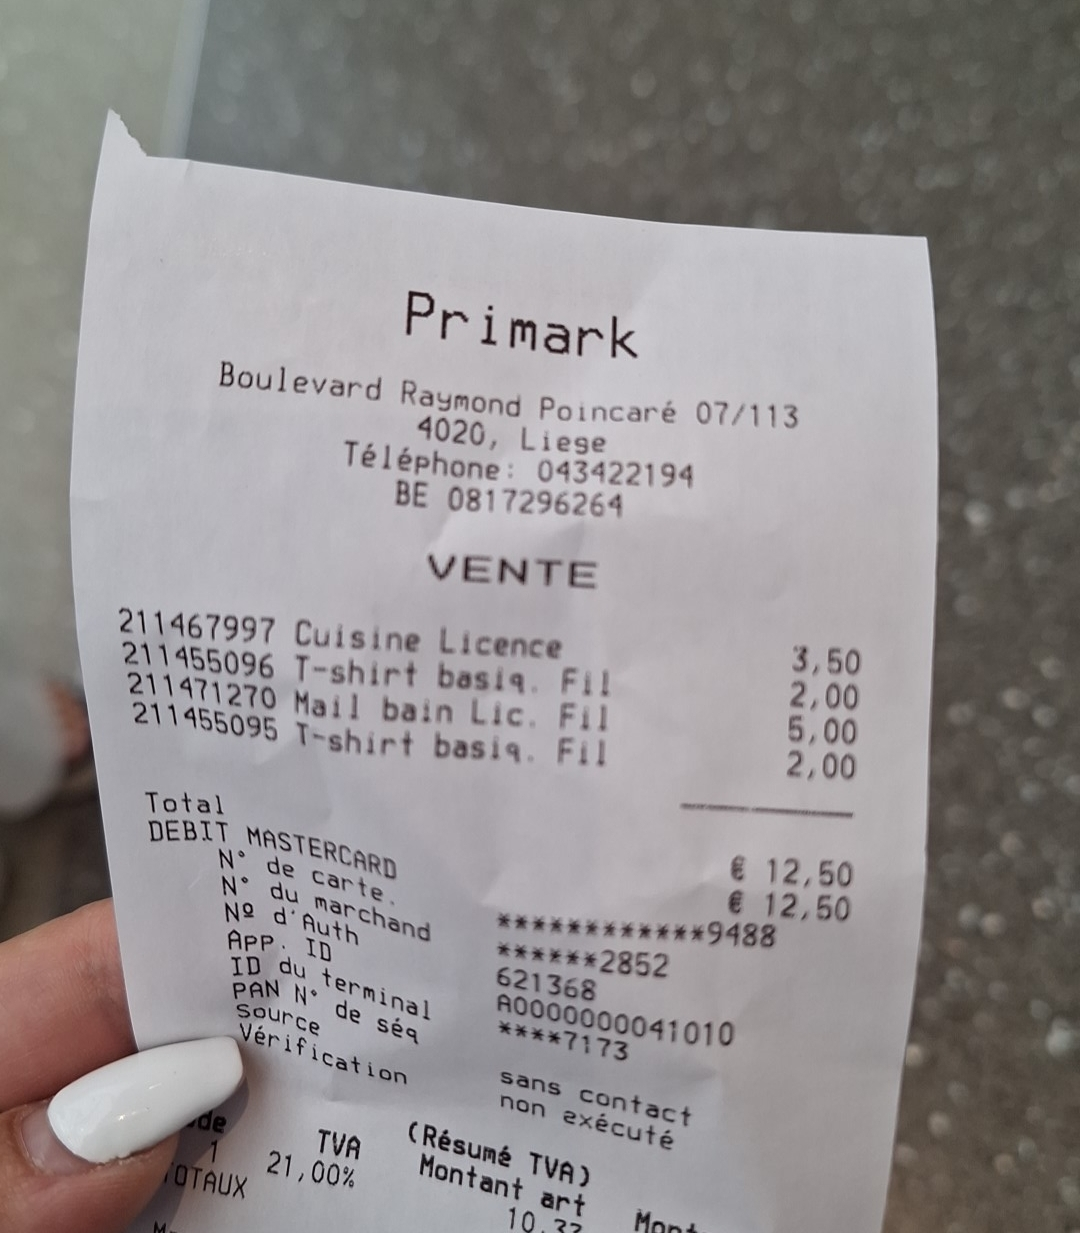 Primark
Boulevard Raymond Poincaré 07/113
4020, Liege
Téléphone: 043422194
BE 0817296264
VENTE
211467997 Cuisine Licence 3,50
211455096 T-shirt basiq. Fil 2,00
211471270 Mail bain Lic. Fil 5,00
211455095 T-shirt basiq. Fil 2,00
Total € 12,50
DEBIT MASTERCARD € 12,50
N° de carte. ************9488
N° du marchand ******2852
Nº d'Auth 621368
APP. ID A0000000041010
ID du terminal ****7173
PAN N° de séq
source sans contact
Vérification non exécuté
(Résumé TVA)
TVA Montant art
1 21,00%
TOTAUX